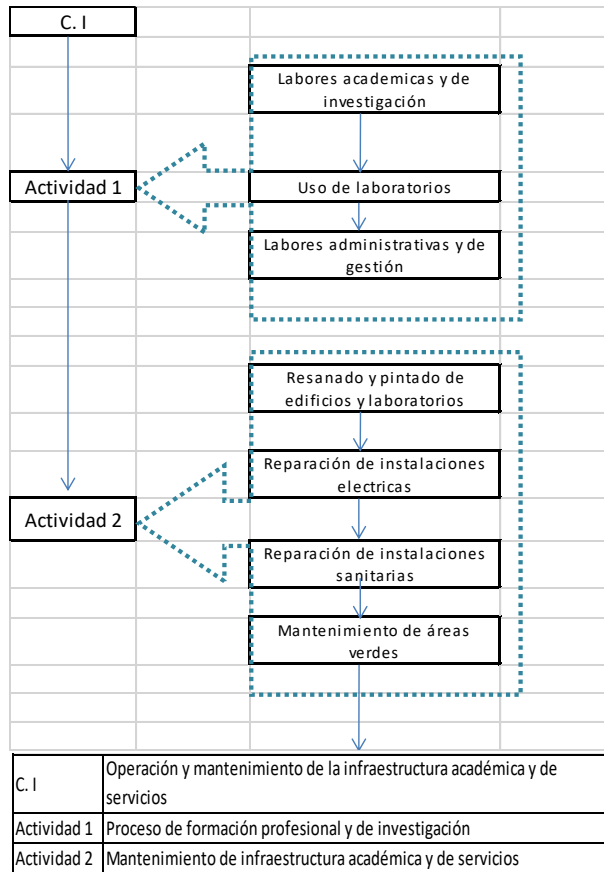 C. I
Labores academicas y de
investigación
Actividad 1
Uso de laboratorios
Labores administrativas y de
gestión
Resanado y pintado de
edificios y laboratorios
Reparación de instalaciones
electricas
Actividad 2
Reparación de instalaciones
sanitarias
Mantenimiento de áreas
verdes
C. I
Operación y mantenimiento de la infraestructura académica y de
servicios
Actividad 1 Proceso de formación profesional y de investigación
Actividad 2 Mantenimiento de infraestructura académica y de servicios